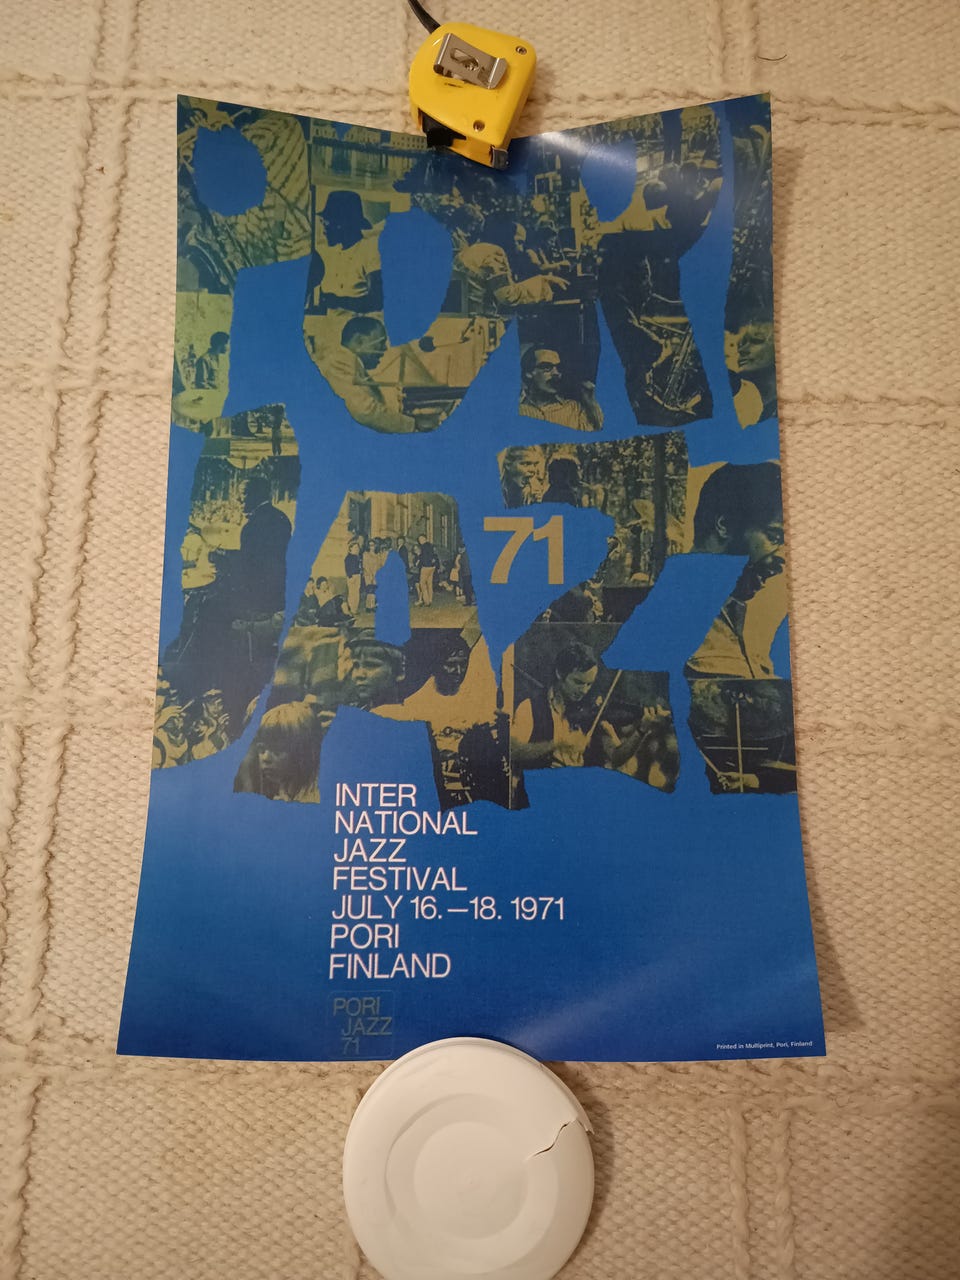 PORI
JAZZ
71
INTER
NATIONAL
JAZZ
FESTIVAL
JULY 16.—18. 1971
PORI
FINLAND
PORI
JAZZ
71
Printed in Multiprint, Pori, Finland